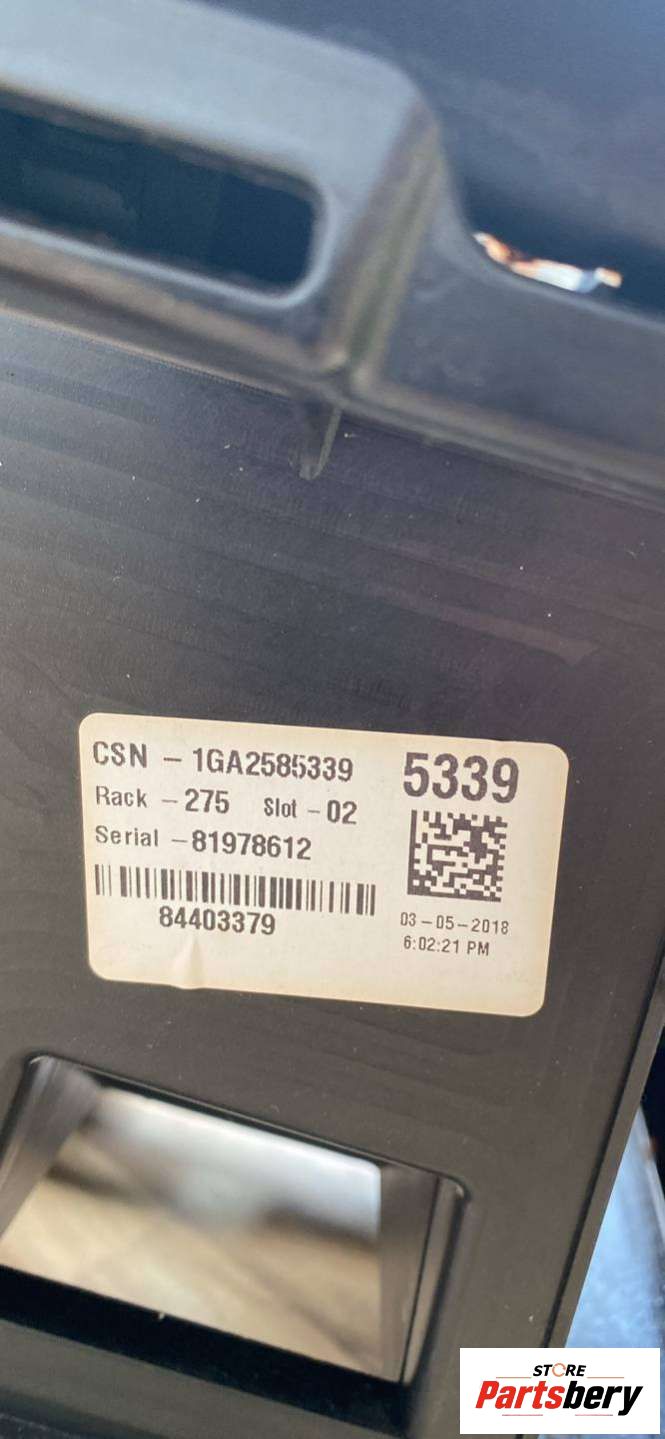 CSN - 1GA2585339
5339
Rack - 275 Slot - 02
Serial - 81978612
84403379
03-05-2018
6:02:21 PM
STORE
Partsbery